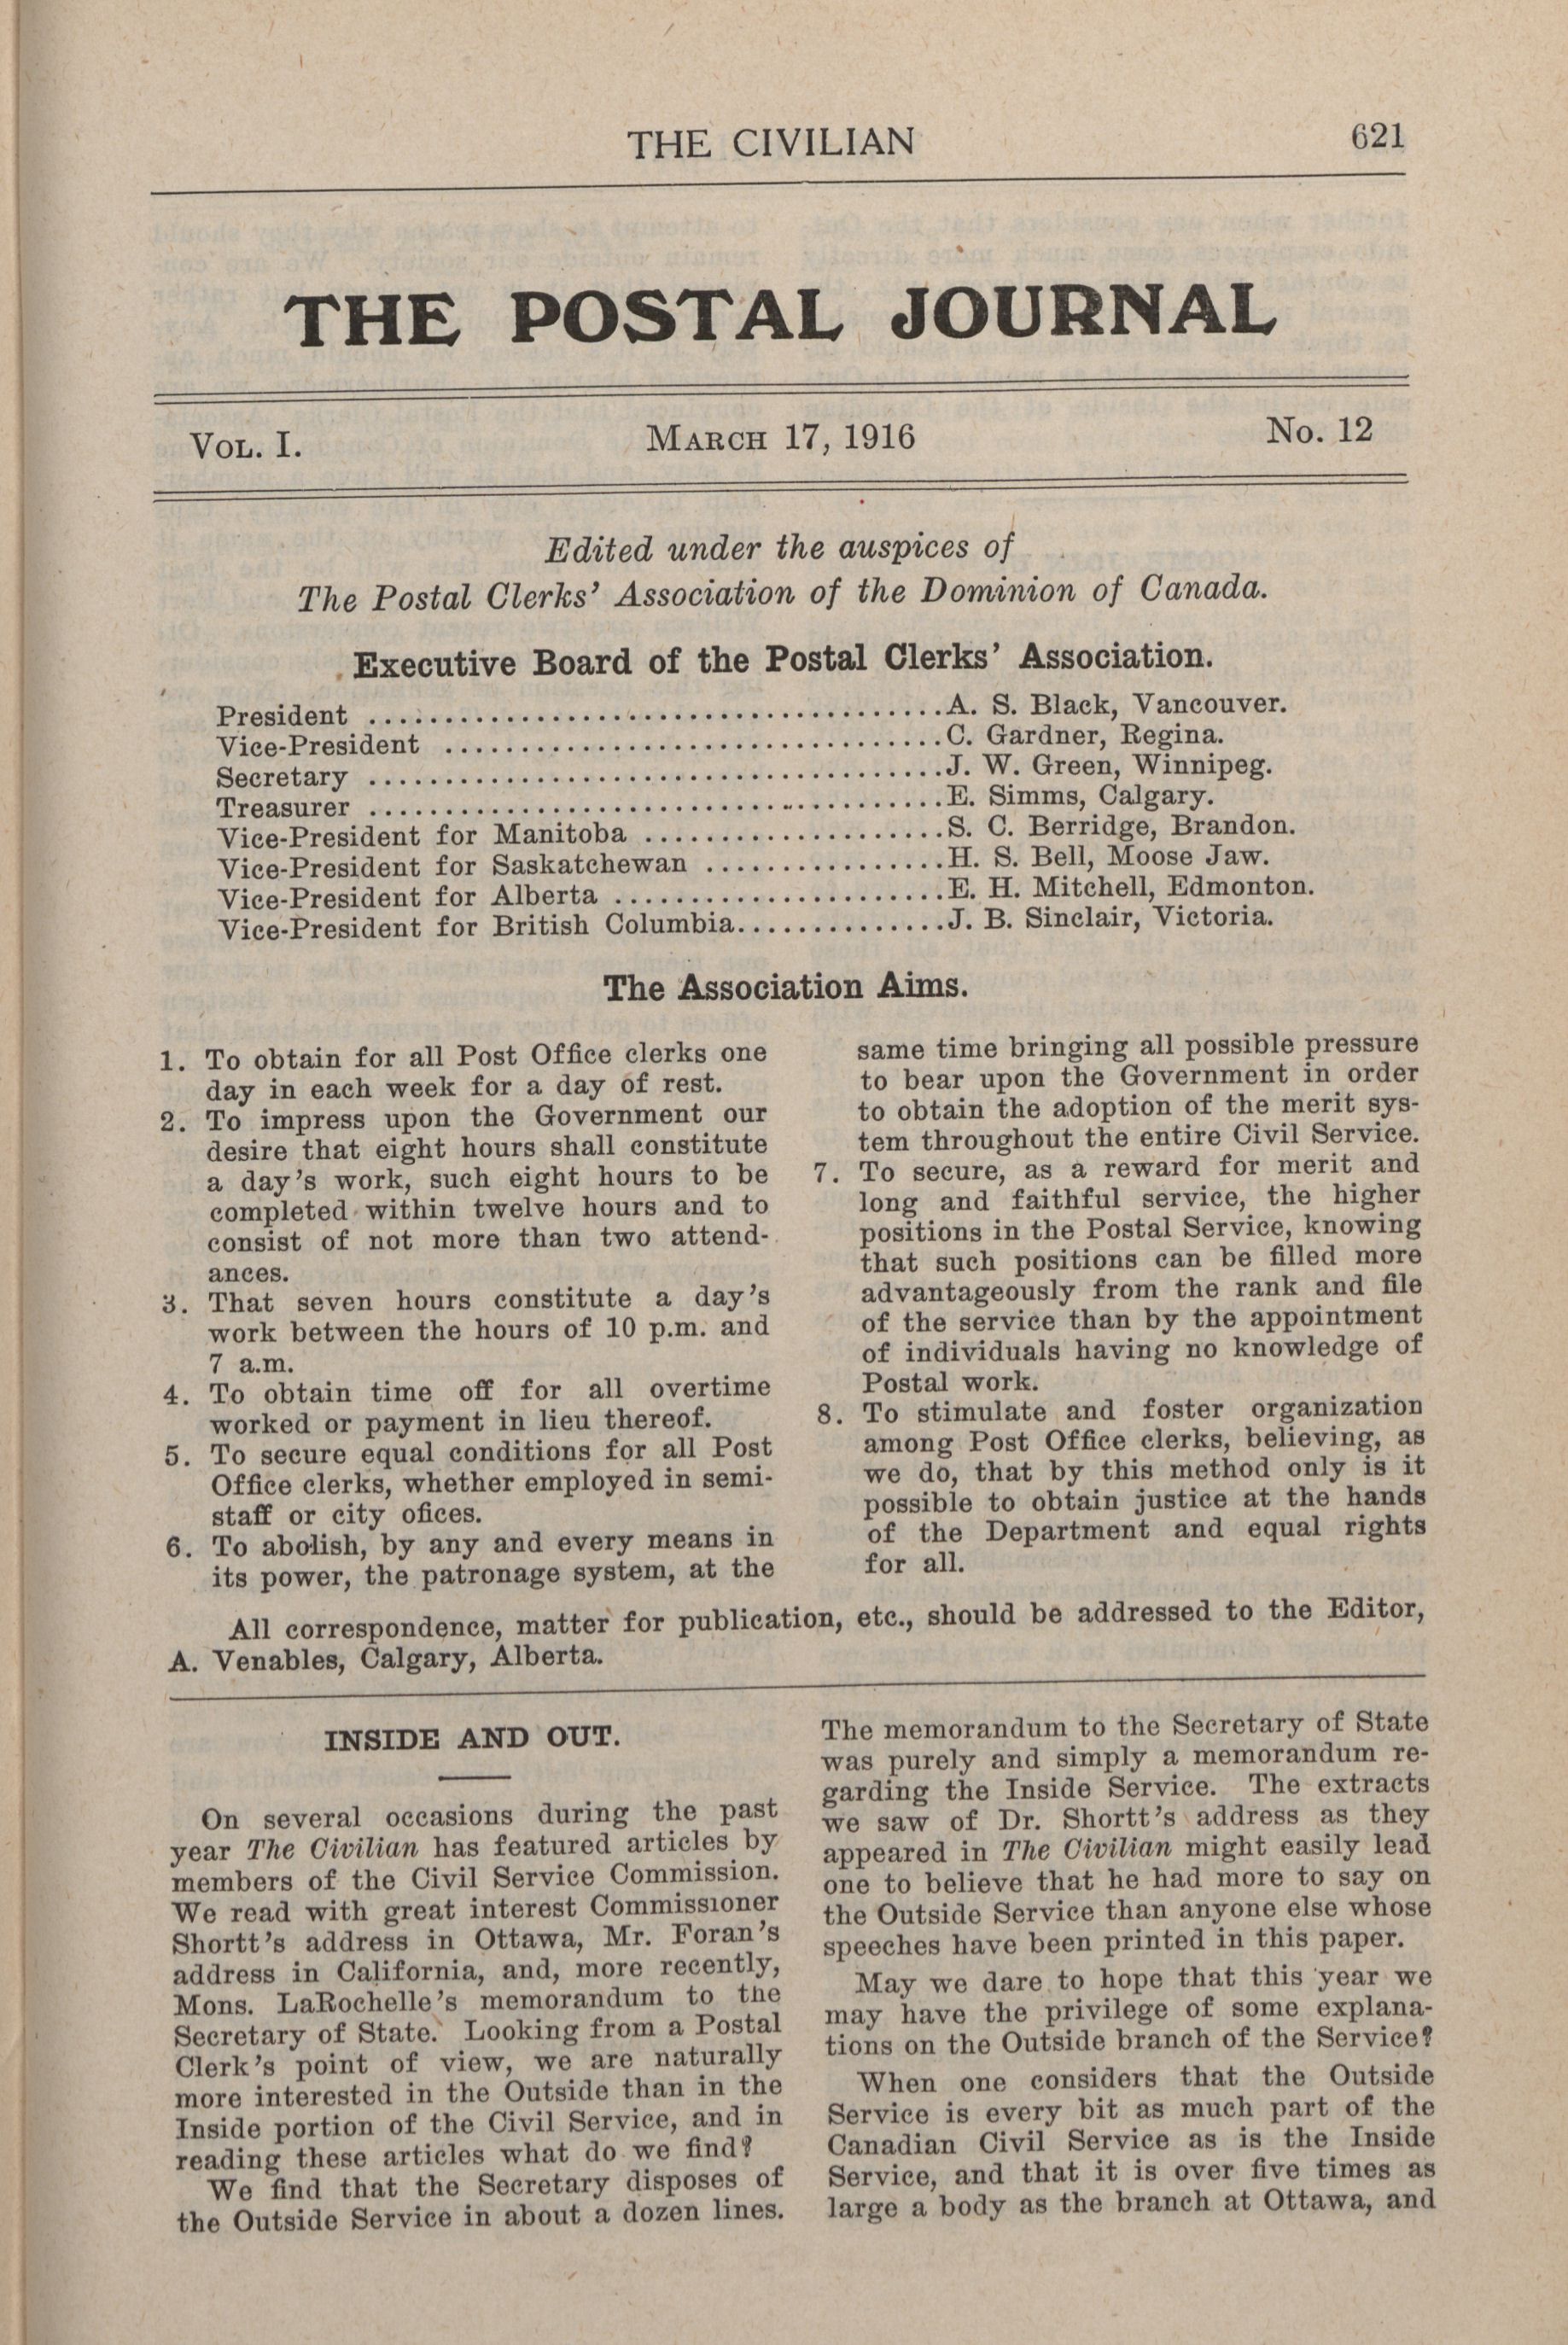 THE CIVILIAN 621
THE POSTAL JOURNAL
VOL. I. MARCH 17, 1916 No. 12
Edited under the auspices of
The Postal Clerks' Association of the Dominion of Canada.
Executive Board of the Postal Clerks' Association.
President ......................................A. S. Black, Vancouver.
Vice-President .................................C. Gardner, Regina.
Secretary ......................................J. W. Green, Winnipeg.
Treasurer ......................................E. Simms, Calgary.
Vice-President for Manitoba ....................S. C. Berridge, Brandon.
Vice-President for Saskatchewan ................H. S. Bell, Moose Jaw.
Vice-President for Alberta ......................E. H. Mitchell, Edmonton.
Vice-President for British Columbia..............J. B. Sinclair, Victoria.
The Association Aims.
1. To obtain for all Post Office clerks one
day in each week for a day of rest.
2. To impress upon the Government our
desire that eight hours shall constitute
a day's work, such eight hours to be
completed within twelve hours and to
consist of not more than two attend-
ances.
3. That seven hours constitute a day's
work between the hours of 10 p.m. and
7 a.m.
4. To obtain time off for all overtime
worked or payment in lieu thereof.
5. To secure equal conditions for all Post
Office clerks, whether employed in semi-
staff or city ofices.
6. To abolish, by any and every means in
its power, the patronage system, at the
same time bringing all possible pressure
to bear upon the Government in order
to obtain the adoption of the merit sys-
tem throughout the entire Civil Service.
7. To secure, as a reward for merit and
long and faithful service, the higher
positions in the Postal Service, knowing
that such positions can be filled more
advantageously from the rank and file
of the service than by the appointment
of individuals having no knowledge of
Postal work.
8. To stimulate and foster organization
among Post Office clerks, believing, as
we do, that by this method only is it
possible to obtain justice at the hands
of the Department and equal rights
for all.
All correspondence, matter for publication, etc., should be addressed to the Editor,
A. Venables, Calgary, Alberta.
INSIDE AND OUT.
On several occasions during the past
year The Civilian has featured articles by
members of the Civil Service Commission.
We read with great interest Commissioner
Shortt's address in Ottawa, Mr. Foran's
address in California, and, more recently,
Mons. LaRochelle's memorandum to the
Secretary of State. Looking from a Postal
Clerk's point of view, we are naturally
more interested in the Outside than in the
Inside portion of the Civil Service, and in
reading these articles what do we find?
We find that the Secretary disposes of
the Outside Service in about a dozen lines.
The memorandum to the Secretary of State
was purely and simply a memorandum re-
garding the Inside Service. The extracts
we saw of Dr. Shortt's address as they
appeared in The Civilian might easily lead
one to believe that he had more to say on
the Outside Service than anyone else whose
speeches have been printed in this paper.
May we dare to hope that this year we
may have the privilege of some explana-
tions on the Outside branch of the Service?
When one considers that the Outside
Service is every bit as much part of the
Canadian Civil Service as is the Inside
Service, and that it is over five times as
large a body as the branch at Ottawa, and